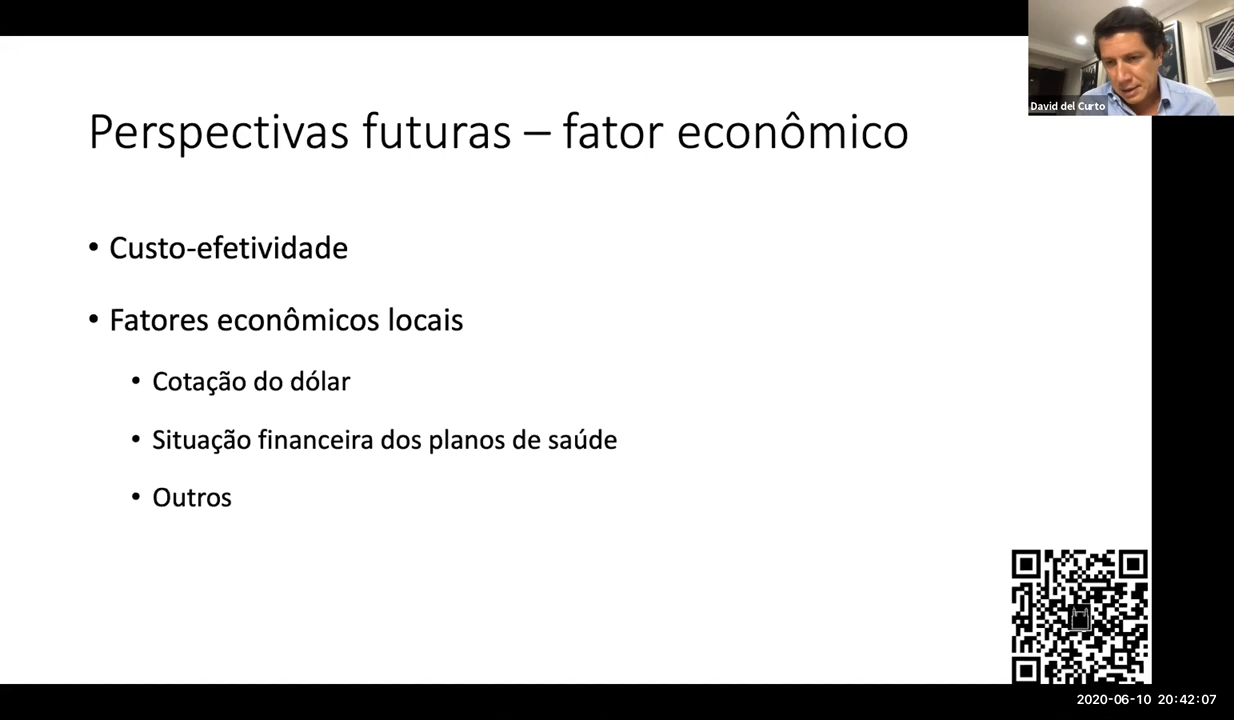 David del Curto
Perspectivas futuras – fator econômico
• Custo-efetividade
• Fatores econômicos locais
• Cotação do dólar
• Situação financeira dos planos de saúde
• Outros
2020-06-10 20:42:07